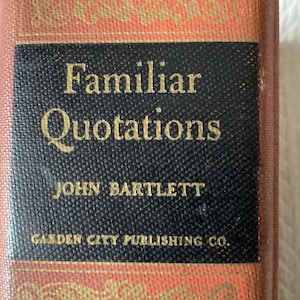 Familiar
Quotations
JOHN BARTLETT
GARDEN CITY PUBLISHING CO.